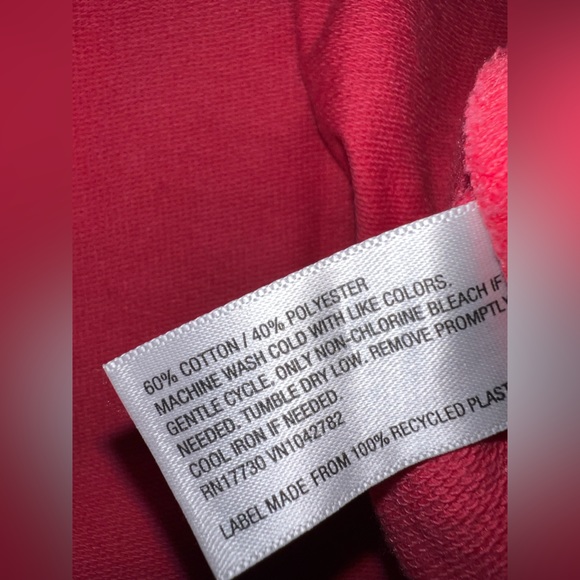 60% COTTON / 40% POLYESTER
MACHINE WASH COLD WITH LIKE COLORS,
GENTLE CYCLE. ONLY NON-CHLORINE BLEACH IF
NEEDED. TUMBLE DRY LOW. REMOVE PROMPTLY
COOL IRON IF NEEDED.
RN17730 VN1042782
LABEL MADE FROM 100% RECYCLED PLAST